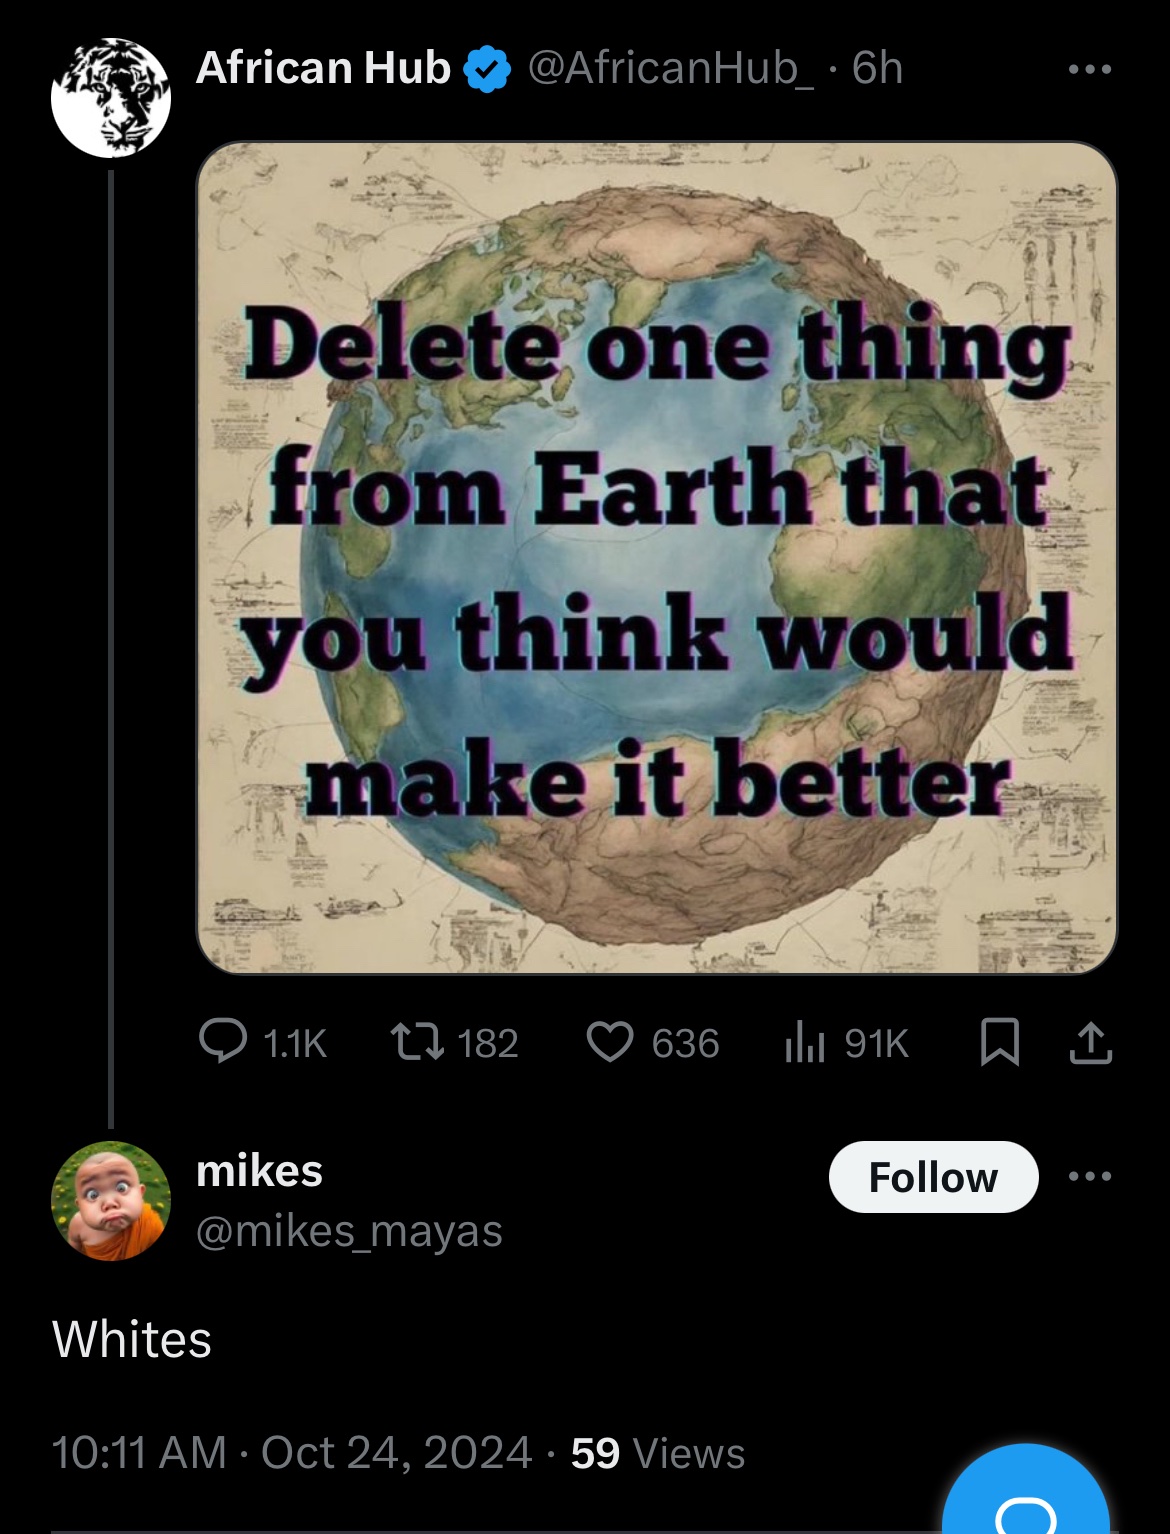 African Hub @AfricanHub_ · 6h
Delete one thing
from Earth that
you think would
make it better
1.1K 182 636 91K
mikes
Follow
@mikes_mayas
Whites
10:11 AM · Oct 24, 2024 · 59 Views